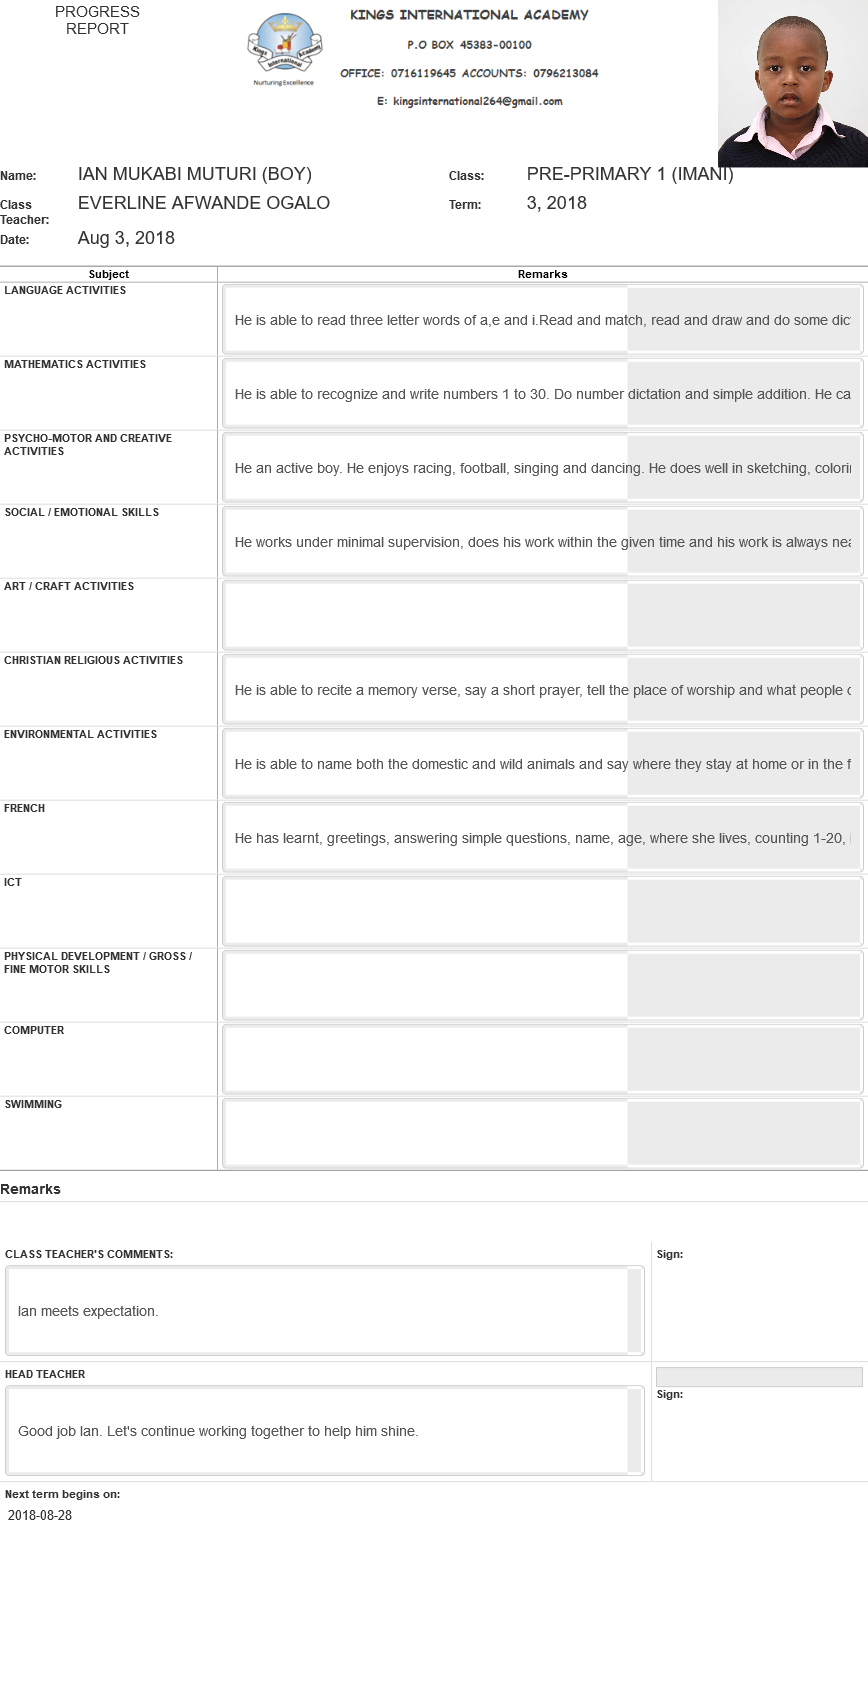 PROGRESS
REPORT
KINGS INTERNATIONAL ACADEMY
P.O BOX 45383-00100
OFFICE: 0716119645 ACCOUNTS: 0796213084
E: kingsinternational264@gmail.com
Kings International Academy
Nurturing Excellence
Name: IAN MUKABI MUTURI (BOY) Class: PRE-PRIMARY 1 (IMANI)
Class Teacher: EVERLINE AFWANDE OGALO Term: 3, 2018
Date: Aug 3, 2018
Subject Remarks
LANGUAGE ACTIVITIES
He is able to read three letter words of a,e and i.Read and match, read and draw and do some dic
MATHEMATICS ACTIVITIES
He is able to recognize and write numbers 1 to 30. Do number dictation and simple addition. He ca
PSYCHO-MOTOR AND CREATIVE
ACTIVITIES
He an active boy. He enjoys racing, football, singing and dancing. He does well in sketching, colori
SOCIAL / EMOTIONAL SKILLS
He works under minimal supervision, does his work within the given time and his work is always nea
ART / CRAFT ACTIVITIES
CHRISTIAN RELIGIOUS ACTIVITIES
He is able to recite a memory verse, say a short prayer, tell the place of worship and what people
ENVIRONMENTAL ACTIVITIES
He is able to name both the domestic and wild animals and say where they stay at home or in the f
FRENCH
He has learnt, greetings, answering simple questions, name, age, where she lives, counting 1-20,
ICT
PHYSICAL DEVELOPMENT / GROSS /
FINE MOTOR SKILLS
COMPUTER
SWIMMING
Remarks
CLASS TEACHER'S COMMENTS: Sign:
Ian meets expectation.
HEAD TEACHER
Sign:
Good job Ian. Let's continue working together to help him shine.
Next term begins on:
2018-08-28